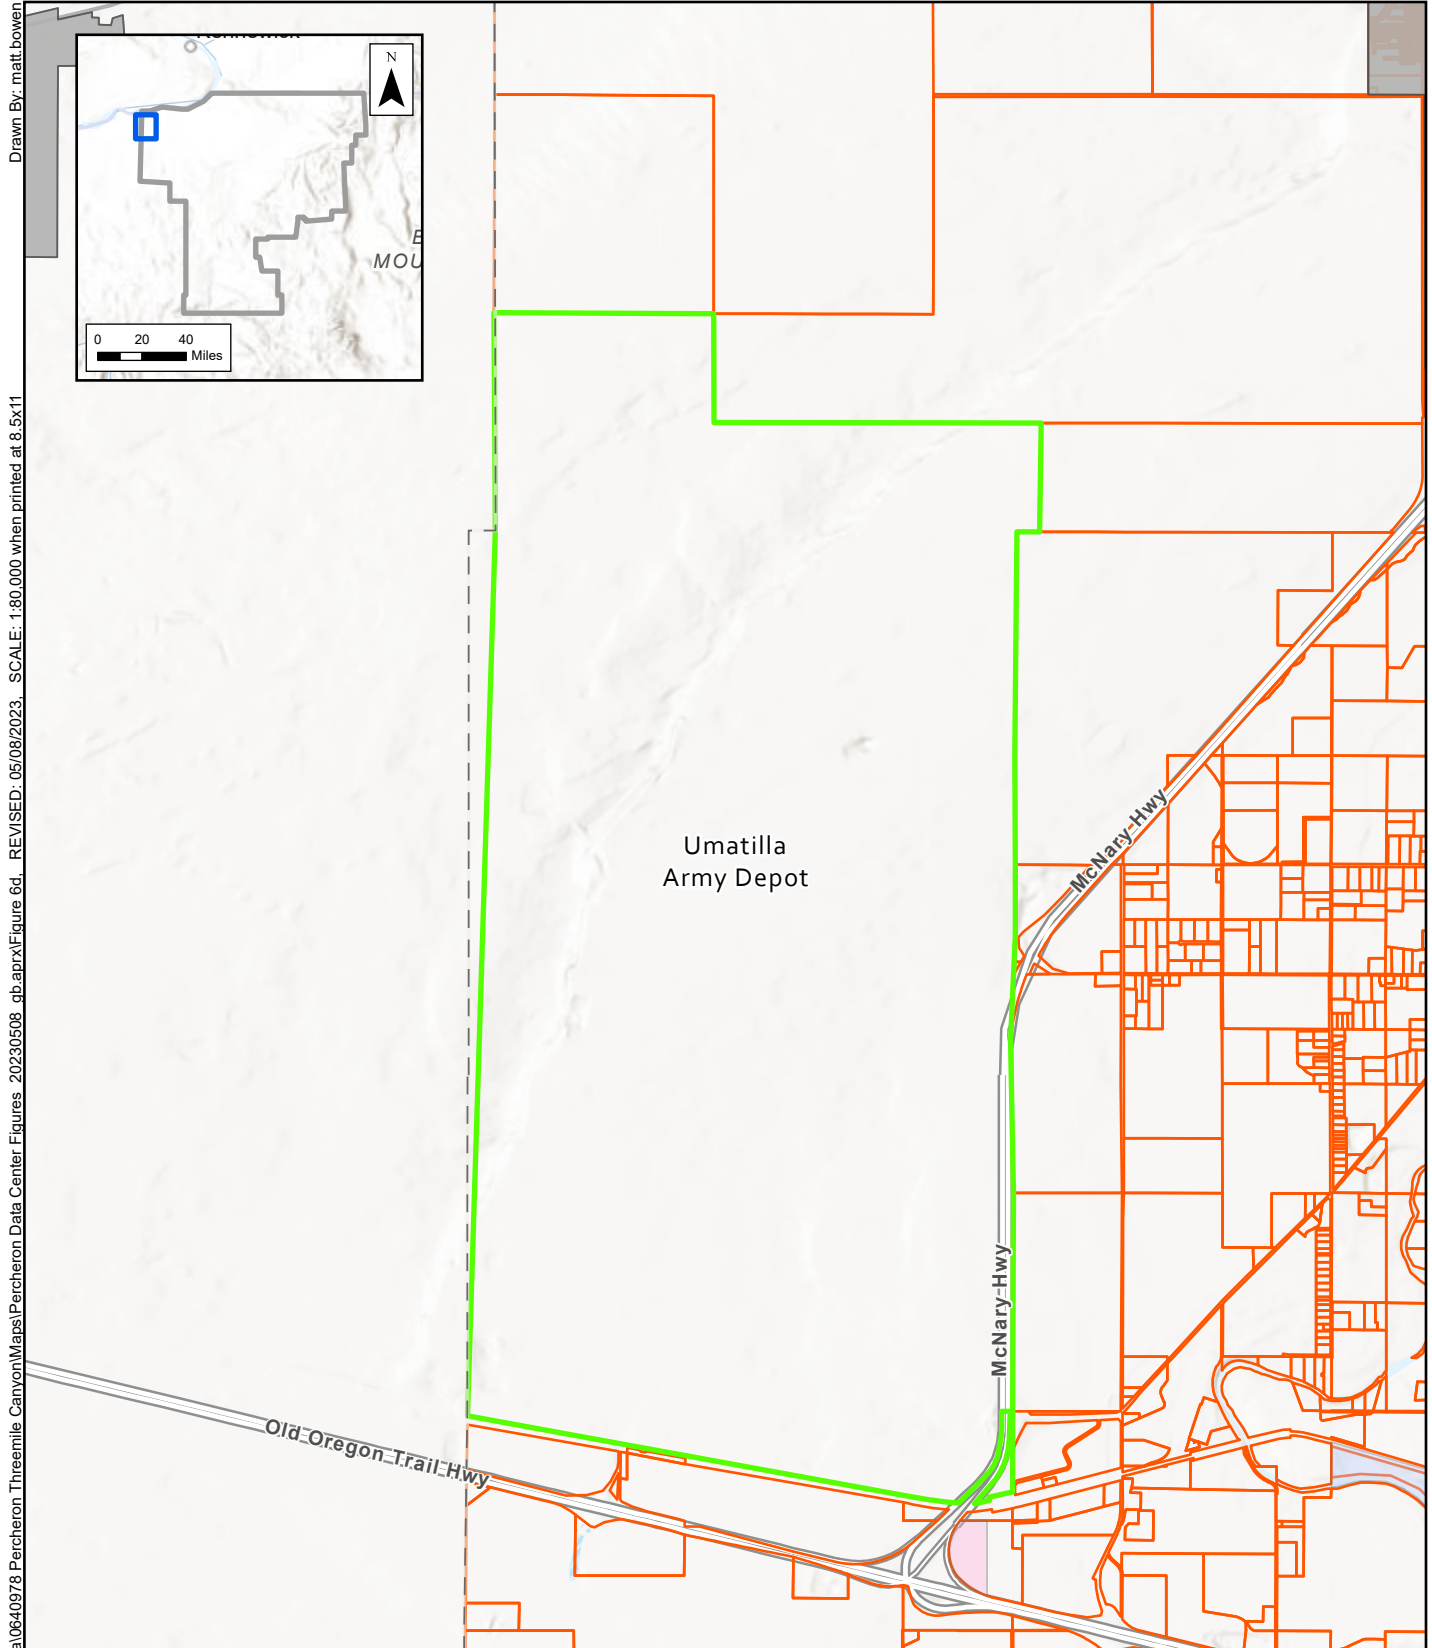 Drawn By: matt.bowen
a\0640978 Percheron Threemile Canyon\Maps\Percheron Data Center Figures_20230508_gb.aprx\Figure 6d, REVISED: 05/08/2023, SCALE: 1:80,000 when printed at 8.5x11
N
E
MOU
0 20 40
Miles
Umatilla
Army Depot
McNary Hwy
McNary Hwy
Old Oregon Trail Hwy